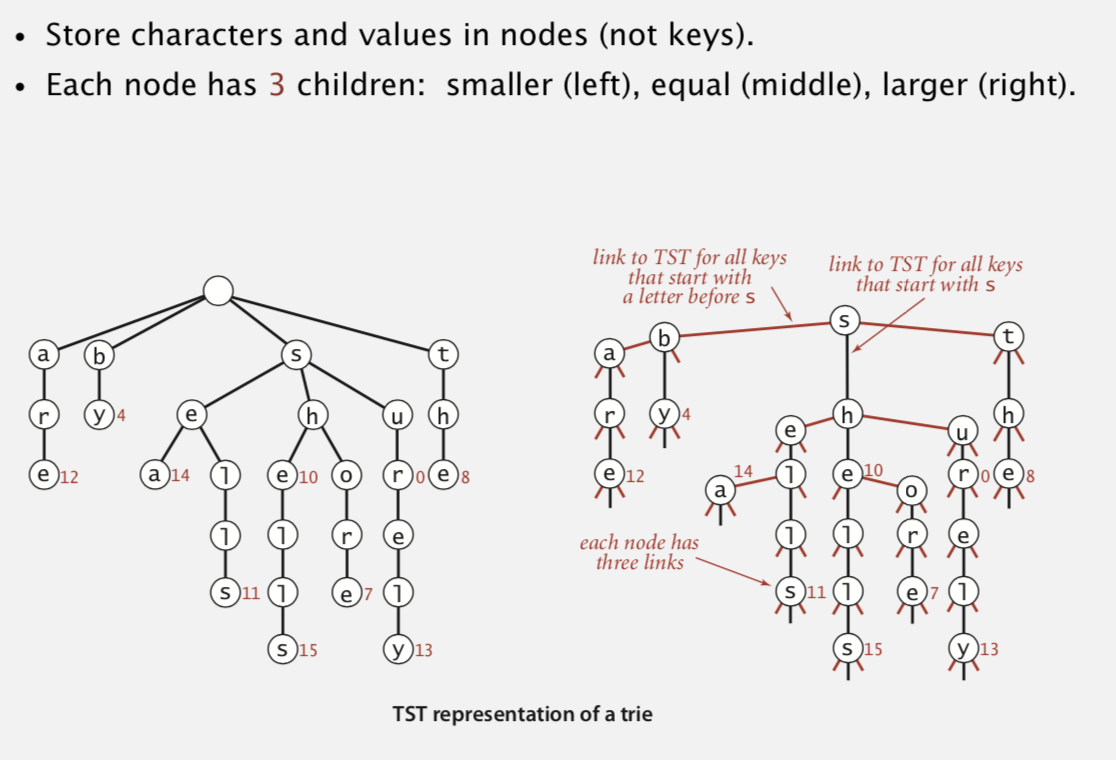 • Store characters and values in nodes (not keys).
• Each node has 3 children: smaller (left), equal (middle), larger (right).
link to TST for all keys
that start with
a letter before s
link to TST for all keys
that start with s
a b s t
r y 4 e h u h
e 12 a 14 l e 10 o r 0 e 8
l l r e
s 11 l e 7 l
s 15 y 13
s
b t
a
r y 4 e h u h
e 12 a 14 l e 10 o r 0 e 8
each node has
three links
l l r e
s 11 l e 7 l
s 15 y 13
TST representation of a trie